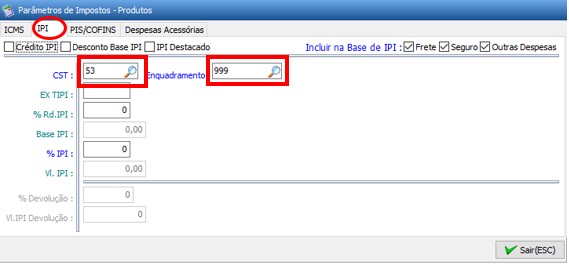 Parâmetros de Impostos - Produtos
ICMS IPI PIS/COFINS Despesas Acessórias
Crédito IPI Desconto Base IPI IPI Destacado Incluir na Base de IPI : Frete Seguro Outras Despesas
CST : 53 Enquadramento 999
EX TIPI :
% Rd.IPI : 0
Base IPI : 0,00
% IPI : 0
Vl. IPI : 0,00
% Devolução : 0
Vl.IPI Devolução : 0
Sair(ESC)